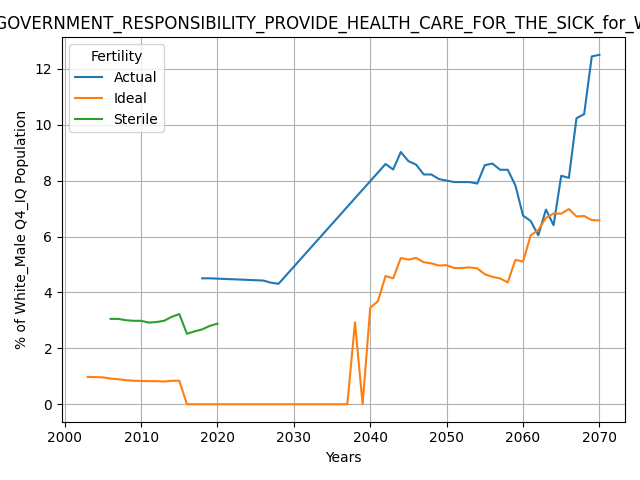 GOVERNMENT_RESPONSIBILITY_PROVIDE_HEALTH_CARE_FOR_THE_SICK_for_W
Fertility
Actual
Ideal
Sterile
% of White_Male Q4_IQ Population
12
10
8
6
4
2
0
2000 2010 2020 2030 2040 2050 2060 2070
Years